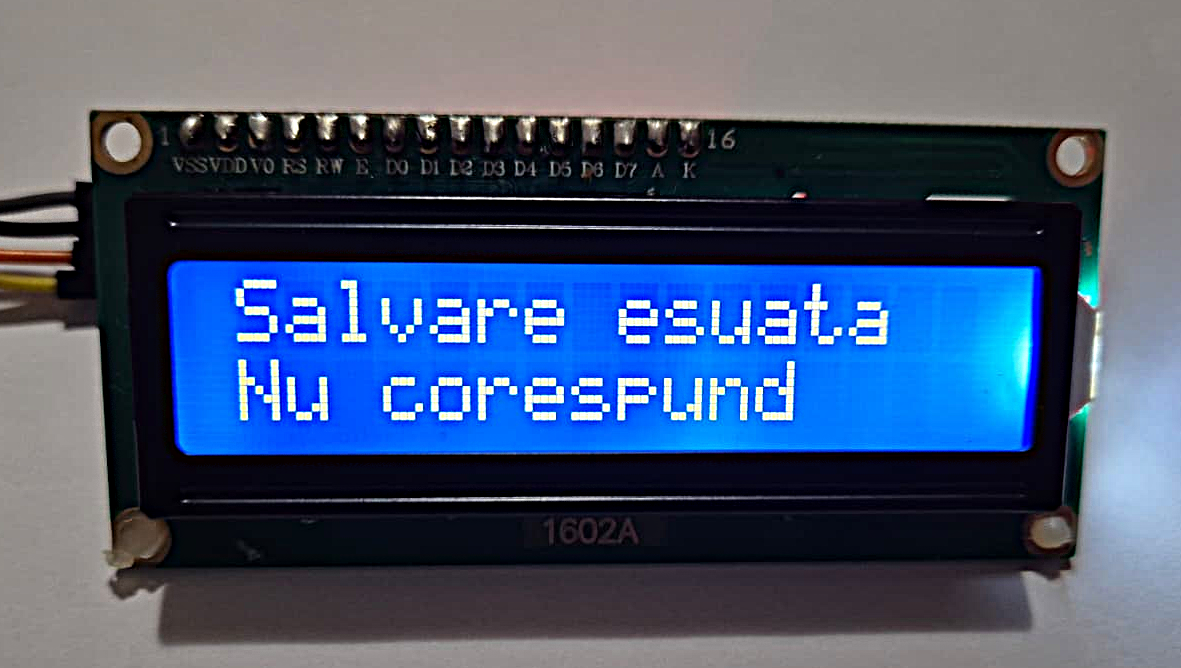 1 16
VSS VDD V0 RS RW E D0 D1 D2 D3 D4 D5 D6 D7 A K
Salvare esuata
Nu corespund
1602A